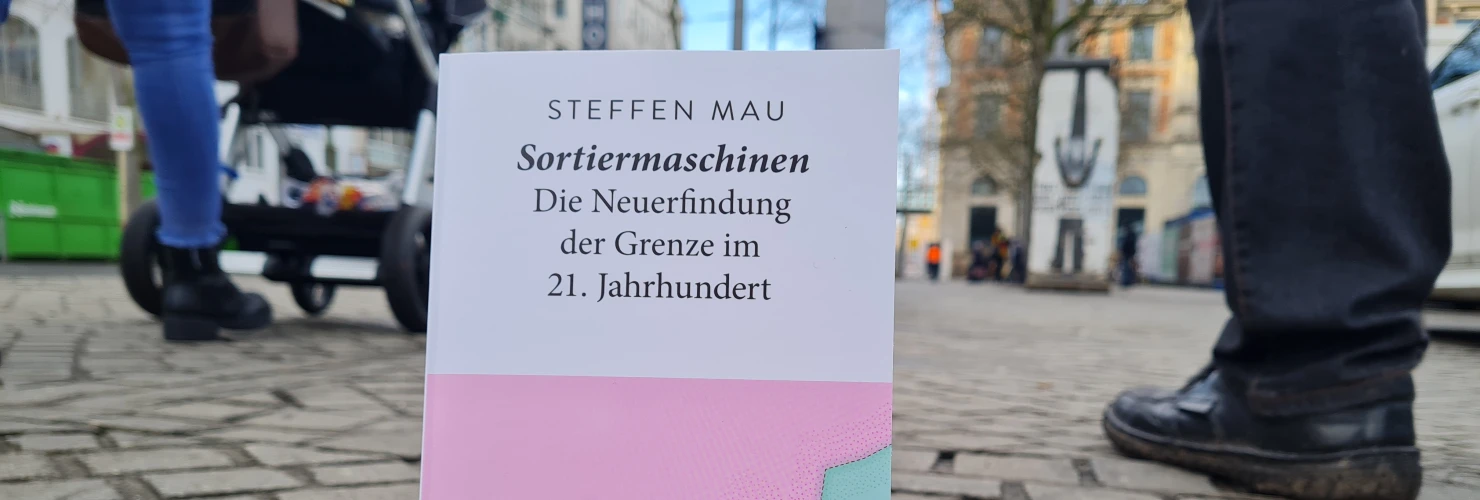 STEFFEN MAU
Sortiermaschinen
Die Neuerfindung
der Grenze im
21. Jahrhundert